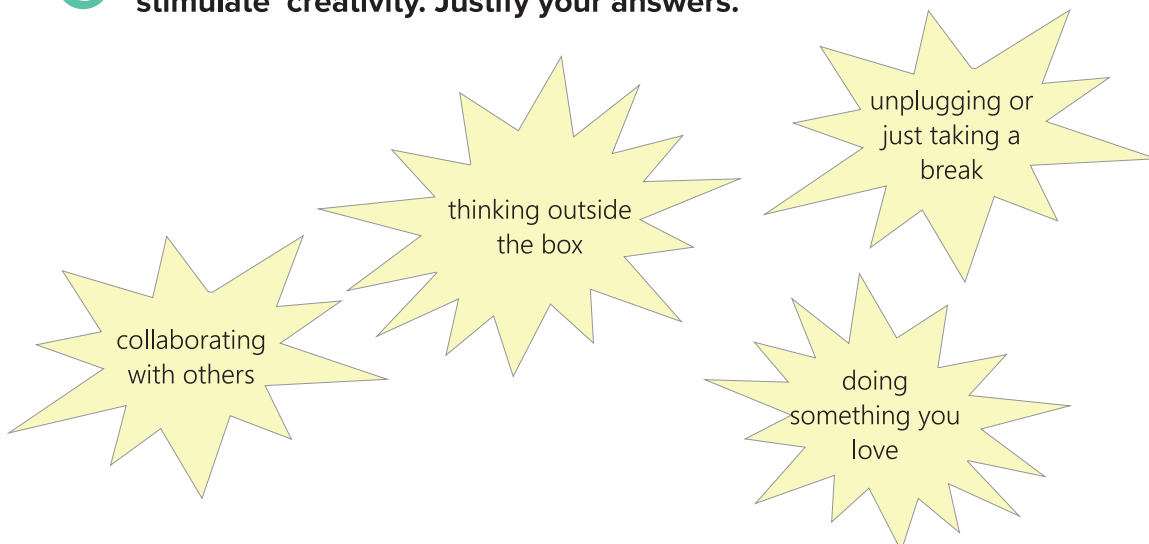 stimulate creativity. Justify your answers.
unplugging or
just taking a
break
thinking outside
the box
collaborating
with others
doing
something you
love